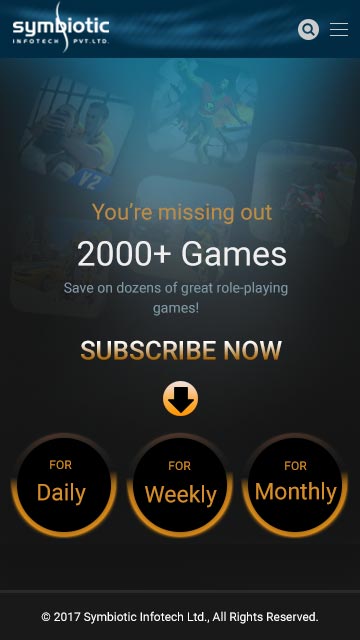 symbiotic
INFOTECH PVT.LTD.
V2
You're missing out
2000+ Games
Save on dozens of great role-playing
games!
SUBSCRIBE NOW
FOR
Daily
FOR
Weekly
FOR
Monthly
© 2017 Symbiotic Infotech Ltd., All Rights Reserved.